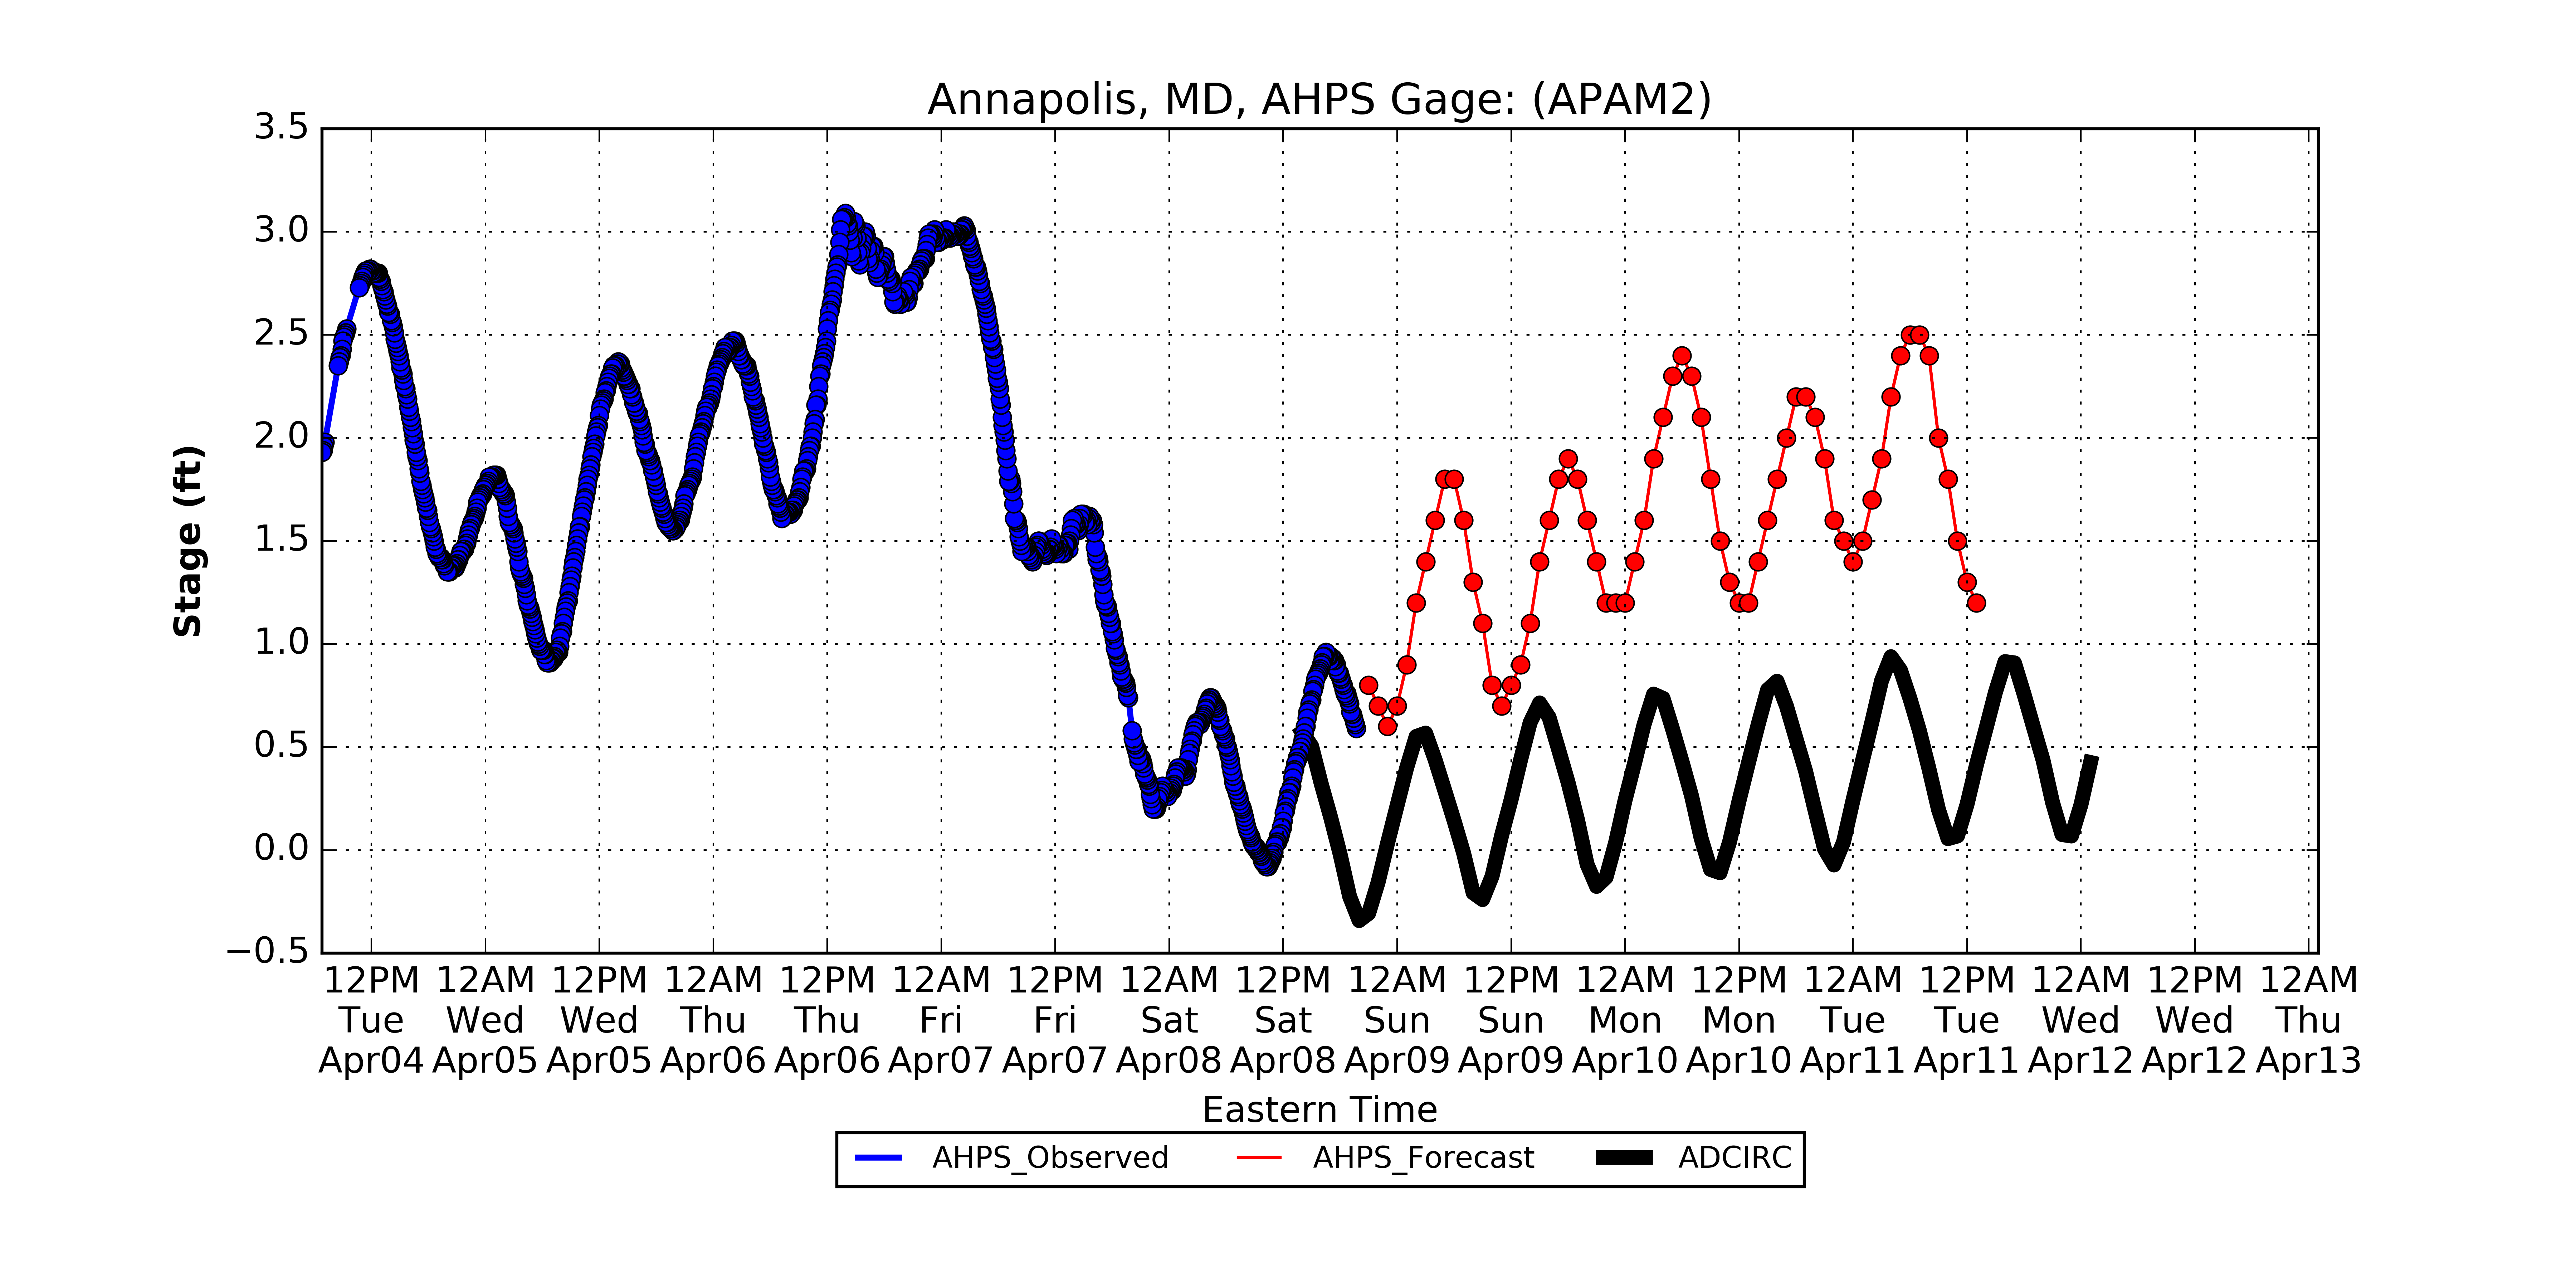 Annapolis, MD, AHPS Gage: (APAM2)
3.5
3.0
2.5
2.0
1.5
1.0
0.5
0.0
−0.5
Stage (ft)
12PM 12AM 12PM 12AM 12PM 12AM 12PM 12AM 12PM 12AM 12PM 12AM 12PM 12AM 12PM 12AM 12PM 12AM
Tue Wed Wed Thu Thu Fri Fri Sat Sat Sun Sun Mon Mon Tue Tue Wed Wed Thu
Apr04 Apr05 Apr05 Apr06 Apr06 Apr07 Apr07 Apr08 Apr08 Apr09 Apr09 Apr10 Apr10 Apr11 Apr11 Apr12 Apr12 Apr13
Eastern Time
AHPS_Observed AHPS_Forecast ADCIRC